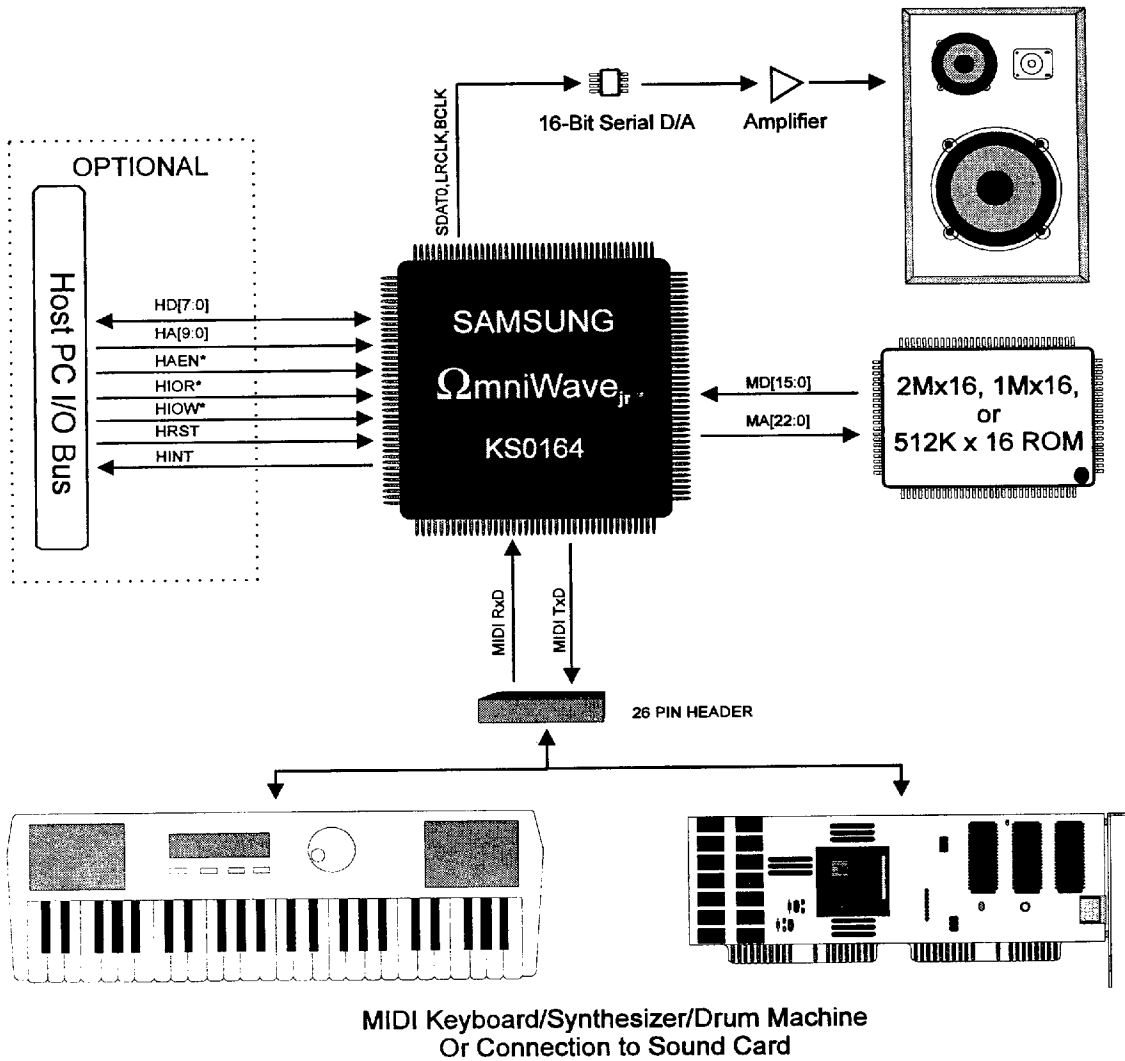 16-Bit Serial D/A
Amplifier
SDAT0,LRCLK,BCLK
OPTIONAL
Host PC I/O Bus
HD[7:0]
HA[9:0]
HAEN*
HIOR*
HIOW*
HRST
HINT
SAMSUNG
ΩmniWave jr
KS0164
MD[15:0]
MA[22:0]
2Mx16, 1Mx16,
or
512K x 16 ROM
MIDI RxD
MIDI TxD
26 PIN HEADER
MIDI Keyboard/Synthesizer/Drum Machine
Or Connection to Sound Card